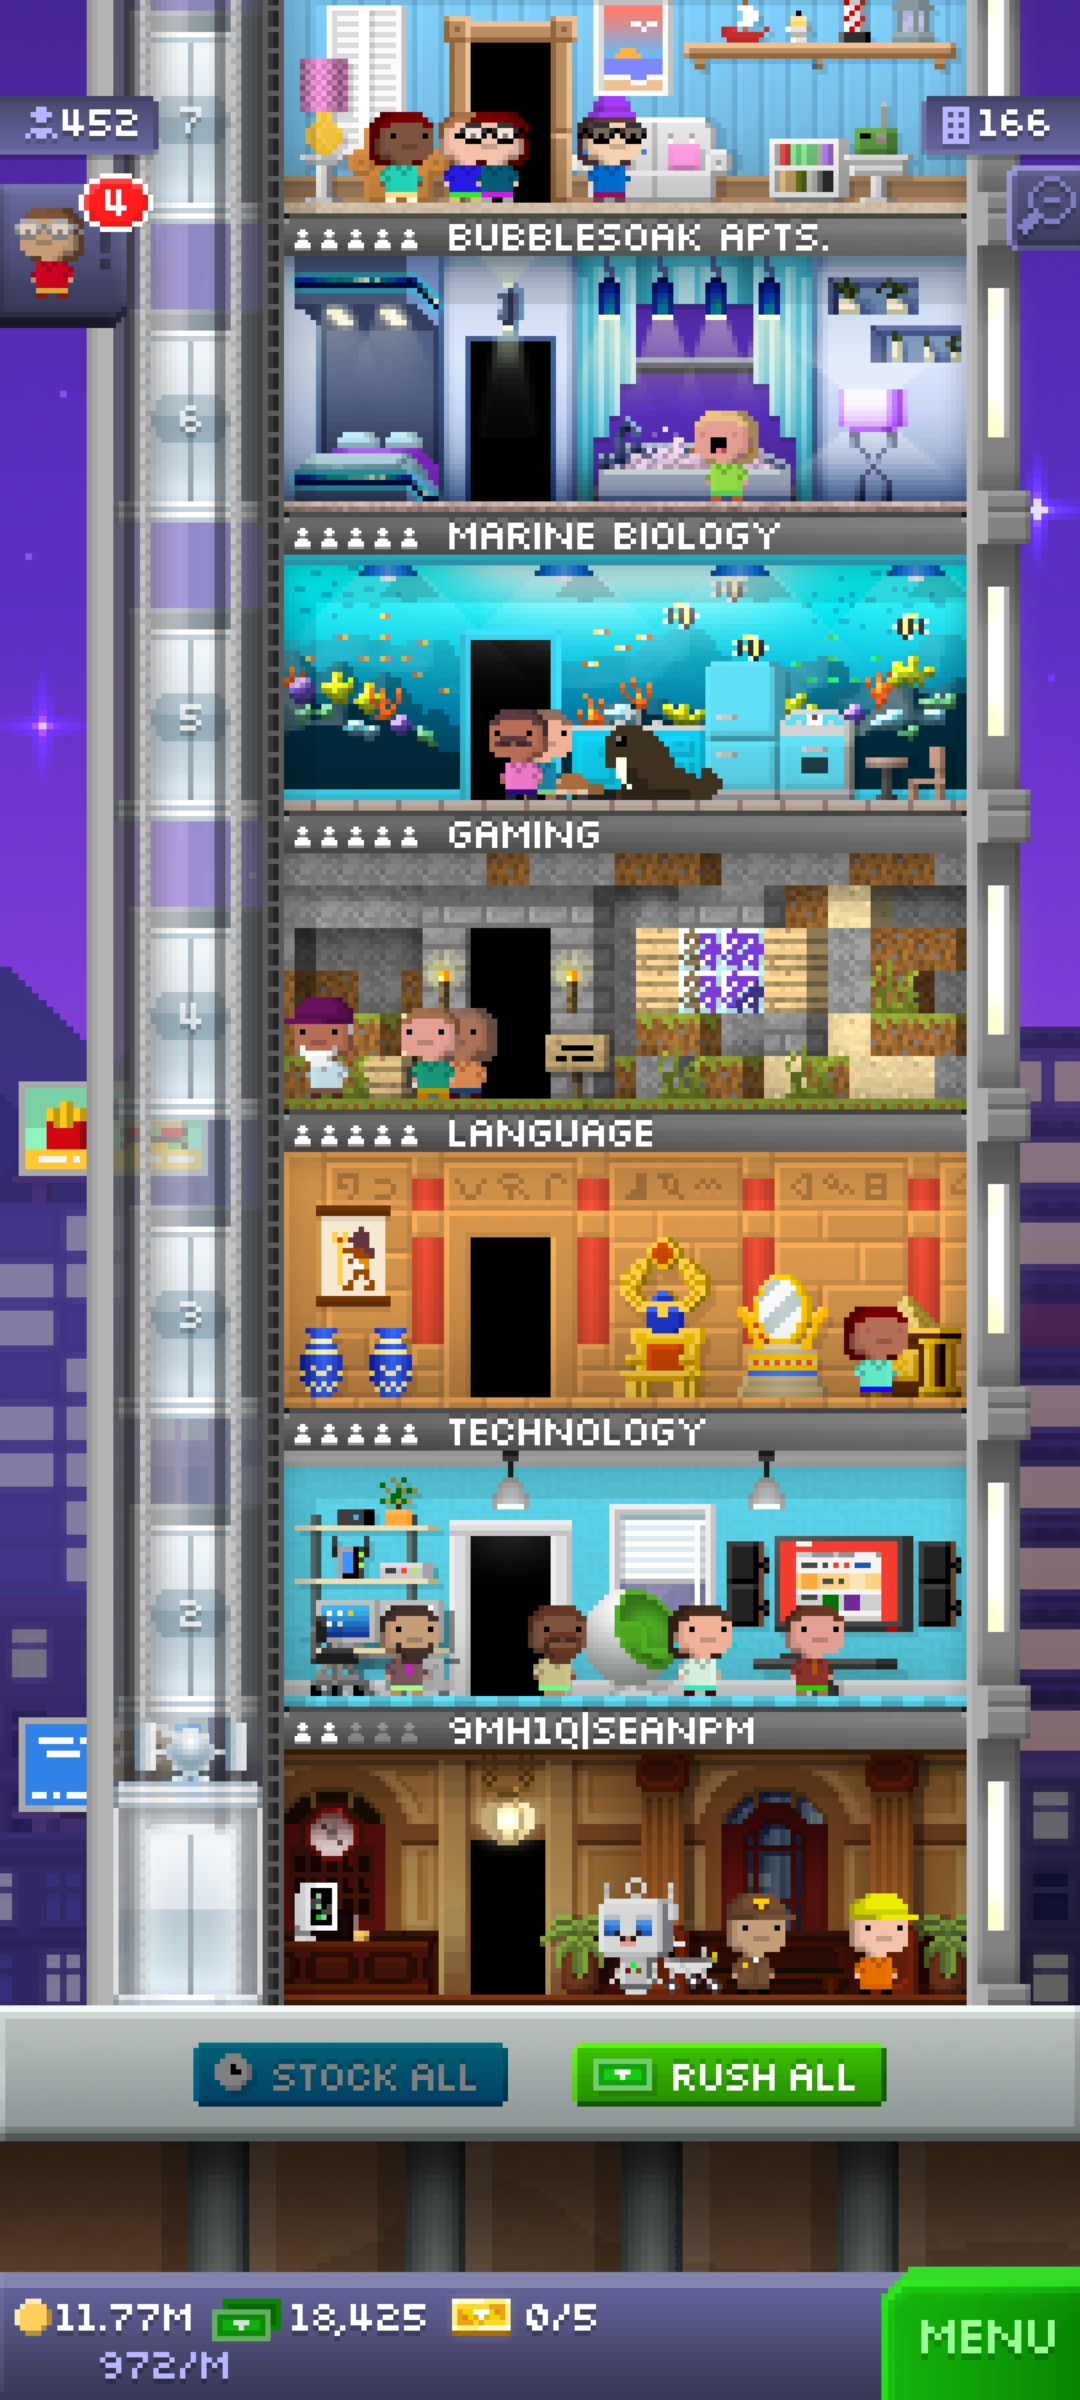 7
452
166
4
BUBBLESOAK APTS.
6
MARINE BIOLOGY
5
GAMING
4
LANGUAGE
3
TECHNOLOGY
2
9MH1Q|SEANPM
STOCK ALL
RUSH ALL
11.77M
18,425
0/5
972/M
MENU